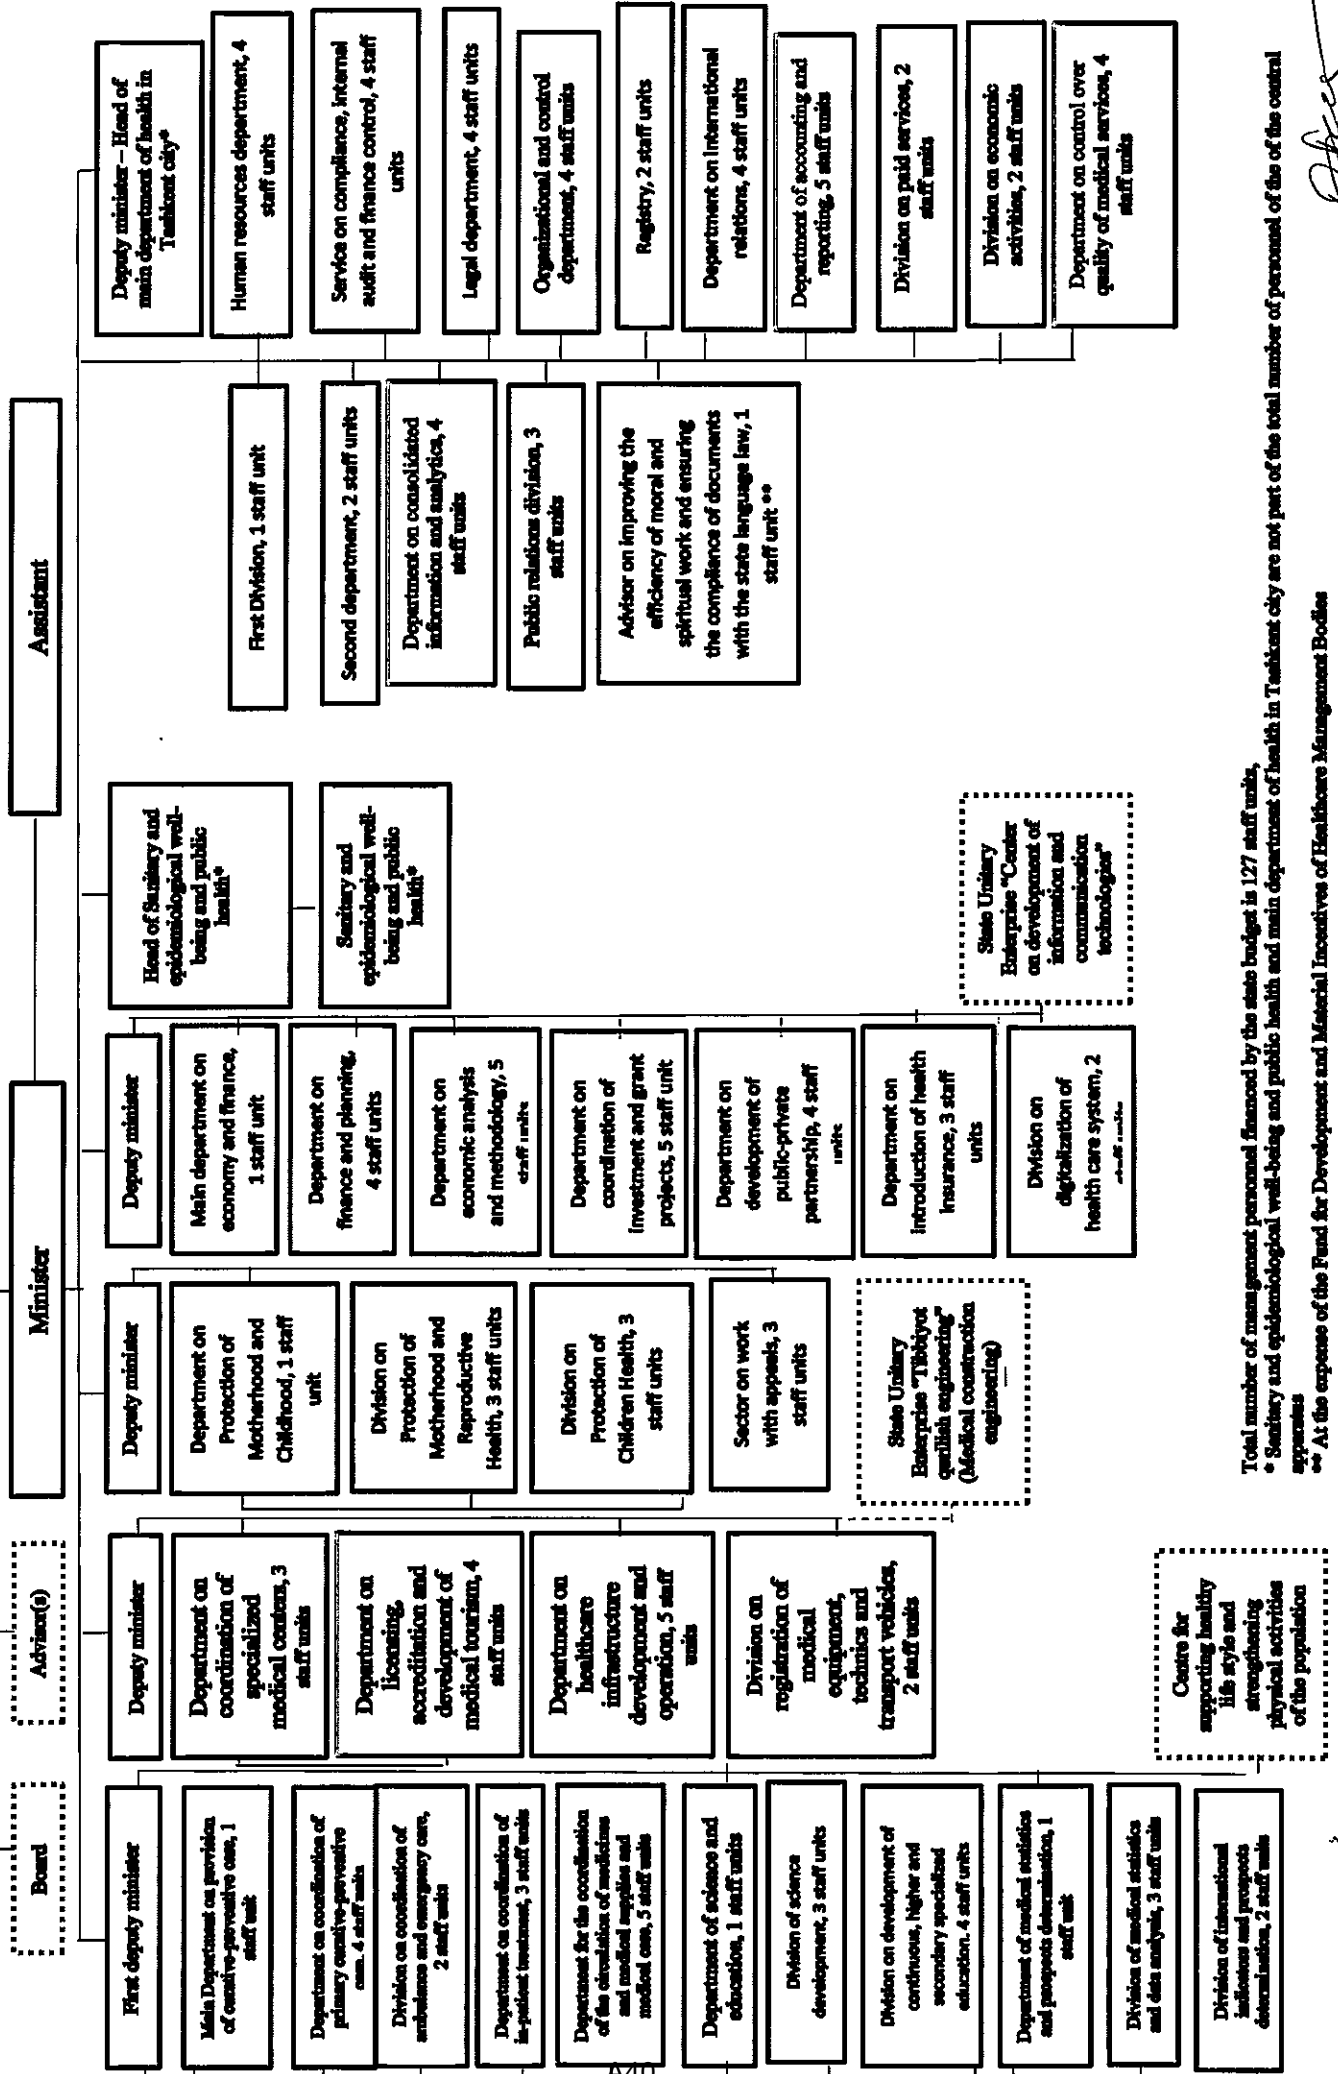 Board
Advisor(s)
Minister
Assistant
First deputy minister
Main Department on provision
of curative-preventive care, 1
staff unit
Department on coordination of
primary curative-preventive
care, 4 staff units
Division on coordination of
ambulance and emergency care,
2 staff units
Department on coordination of
in-patient treatment, 3 staff units
Department for the coordination
of the circulation of medicines
and medical supplies and
medical care, 5 staff units
Department of science and
education, 1 staff units
Division of science
development, 3 staff units
Division on development of
continuous, higher and
secondary specialized
education, 4 staff units
Department of medical statistics
and prospects determination, 1
staff unit
Division of medical statistics
and data analysis, 3 staff units
Division of international
indicators and prospects
determination, 2 staff units
Deputy minister
Department on
coordination of
specialized
medical centers, 3
staff units
Department on
licensing,
accreditation and
development of
medical tourism, 4
staff units
Department on
healthcare
infrastructure
development and
operation, 5 staff
units
Division on
registration of
medical
equipment,
technics and
transport vehicles,
2 staff units
Centre for
supporting healthy
life style and
strengthening
physical activities
of the population
Deputy minister
Department on
Protection of
Motherhood and
Childhood, 1 staff
unit
Division on
Protection of
Motherhood and
Reproductive
Health, 3 staff units
Division on
Protection of
Children Health, 3
staff units
Sector on work
with appeals, 3
staff units
State Unitary
Enterprise "Tibbiyot
qurilish engineering"
(Medical construction
engineering)
Deputy minister
Main department on
economy and finance,
1 staff unit
Department on
finance and planning,
4 staff units
Department on
economic analysis
and methodology, 5
staff units
Department on
coordination of
investment and grant
projects, 5 staff unit
Department on
development of
public-private
partnership, 4 staff
units
Department on
introduction of health
insurance, 3 staff
units
Division on
digitalization of
health care system, 2
staff units
Head of Sanitary and
epidemiological well-
being and public
health*
Sanitary and
epidemiological well-
being and public
health*
State Unitary
Enterprise "Center
on development of
information and
communication
technologies"
First Division, 1 staff unit
Second department, 2 staff units
Department on consolidated
information and analytics, 4
staff units
Public relations division, 3
staff units
Advisor on improving the
efficiency of moral and
spiritual work and ensuring
the compliance of documents
with the state language law, 1
staff unit **
Deputy minister – Head of
main department of health in
Tashkent city*
Human resources department, 4
staff units
Service on compliance, internal
audit and finance control, 4 staff
units
Legal department, 4 staff units
Organizational and control
department, 4 staff units
Registry, 2 staff units
Department on international
relations, 4 staff units
Department of accounting and
reporting, 5 staff units
Division on paid services, 2
staff units
Division on economic
activities, 2 staff units
Department on control over
quality of medical services, 4
staff units
Total number of management personnel financed by the state budget is 127 staff units,
* Sanitary and epidemiological well-being and public health and main department of health in Tashkent city are not part of the total number of personnel of the of the central
apparatus
** At the expense of the Fund for Development and Material Incentives of Healthcare Management Bodies